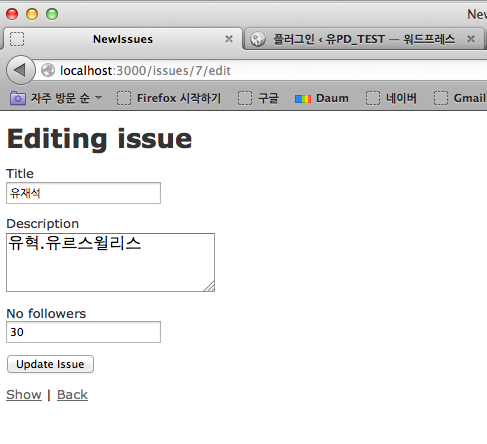 Nev
NewIssues
플러그인 ‹ 유PD_TEST — 워드프레스
localhost:3000/issues/7/edit
자주 방문 순
Firefox 시작하기
구글
Daum
네이버
Gmail
Editing issue
Title
유재석
Description
유혁.유르스윌리스
No followers
30
Update Issue
Show | Back